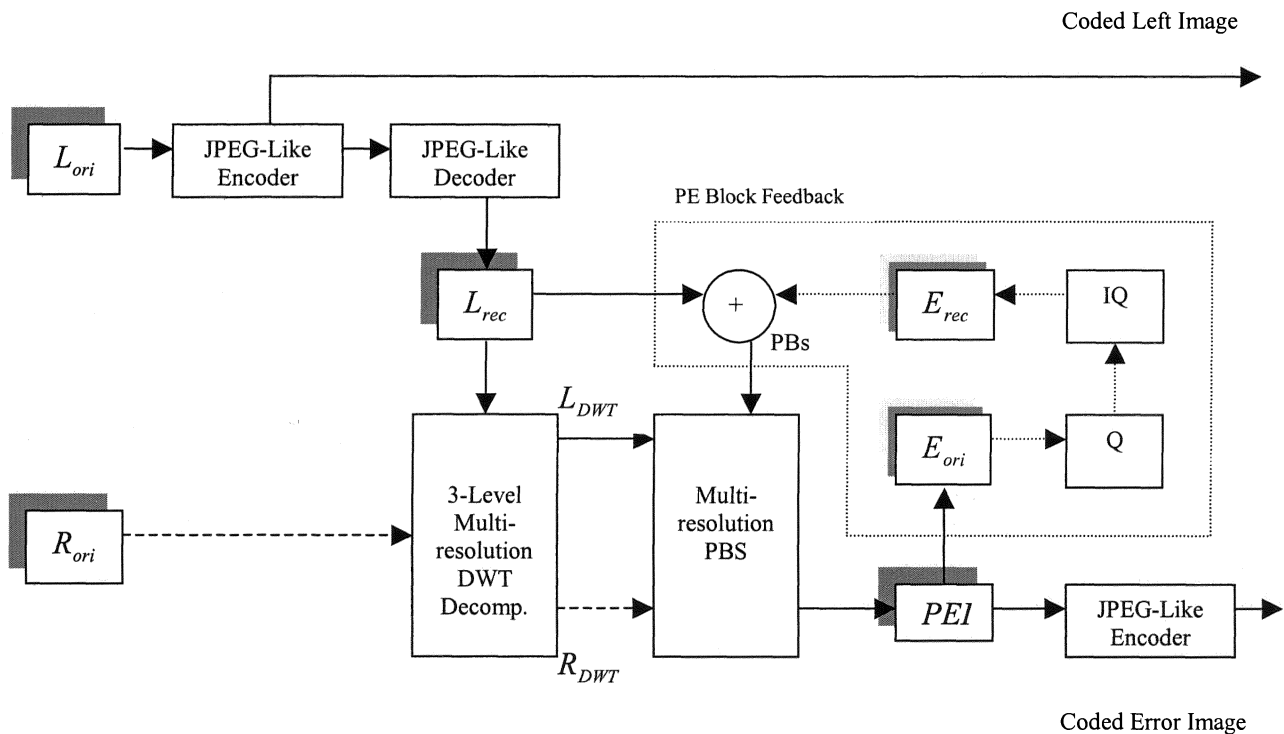 Coded Left Image
L_ori
JPEG-Like
Encoder
JPEG-Like
Decoder
PE Block Feedback
L_rec
+
E_rec
IQ
PBs
L_DWT
E_ori
Q
3-Level
Multi-
resolution
DWT
Decomp.
Multi-
resolution
PBS
R_ori
PEI
JPEG-Like
Encoder
R_DWT
Coded Error Image